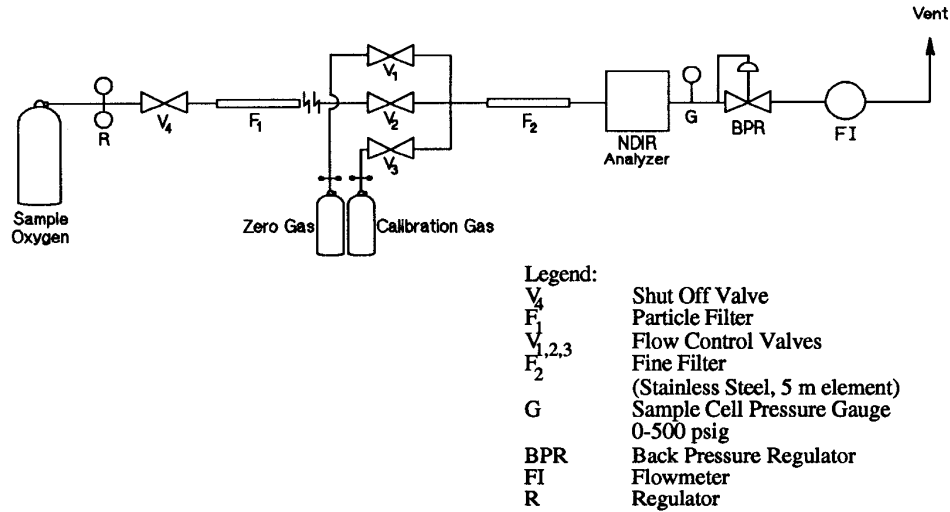 Vent
V1
R
V4
F1
V2
F2
G
BPR
FI
NDIR
Analyzer
V3
Sample
Oxygen
Zero Gas
Calibration Gas
Legend:
V4 Shut Off Valve
F1 Particle Filter
V1,2,3 Flow Control Valves
F2 Fine Filter
(Stainless Steel, 5 m element)
G Sample Cell Pressure Gauge
0-500 psig
BPR Back Pressure Regulator
FI Flowmeter
R Regulator